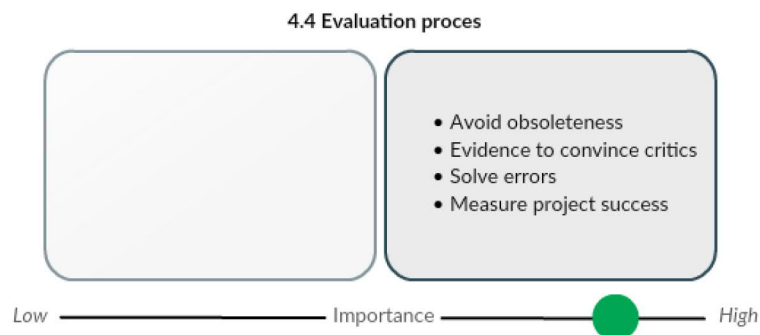 4.4 Evaluation proces
• Avoid obsoleteness
• Evidence to convince critics
• Solve errors
• Measure project success
Low Importance High